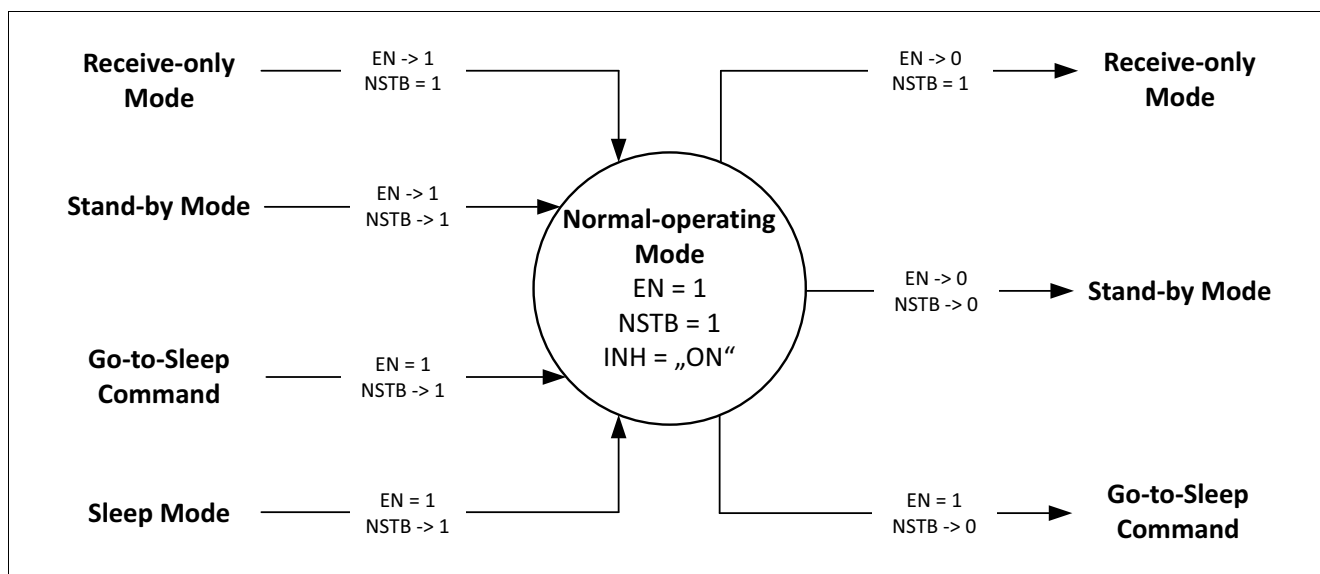 Receive-only
Mode
EN -> 1
NSTB = 1
EN -> 0
NSTB = 1
Receive-only
Mode
Stand-by Mode
EN -> 1
NSTB -> 1
Normal-operating
Mode
EN = 1
NSTB = 1
INH = „ON“
EN -> 0
NSTB -> 0
Stand-by Mode
Go-to-Sleep
Command
EN = 1
NSTB -> 1
Sleep Mode
EN = 1
NSTB -> 1
EN = 1
NSTB -> 0
Go-to-Sleep
Command